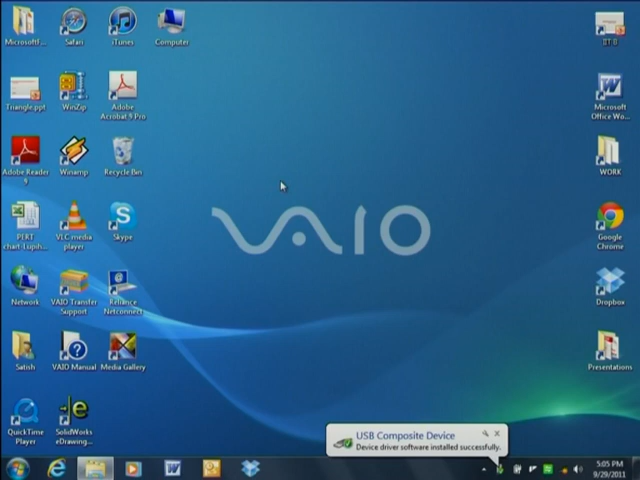 MicrosoftF...
Safari
iTunes
Computer
Triangle.ppt
WinZip
Adobe
Acrobat 9 Pro
Microsoft
Office Wo...
Adobe Reader
9
Winamp
Recycle Bin
WORK
PERT
chart-Lupih...
VLC media
player
Skype
VAIO
Google
Chrome
Network
VAIO Transfer
Support
Reliance
Netconnect
Dropbox
Satish
VAIO Manual
Media Gallery
Presentations
QuickTime
Player
SolidWorks
eDrawing...
USB Composite Device
Device driver software installed successfully.
5:05 PM
9/29/2011